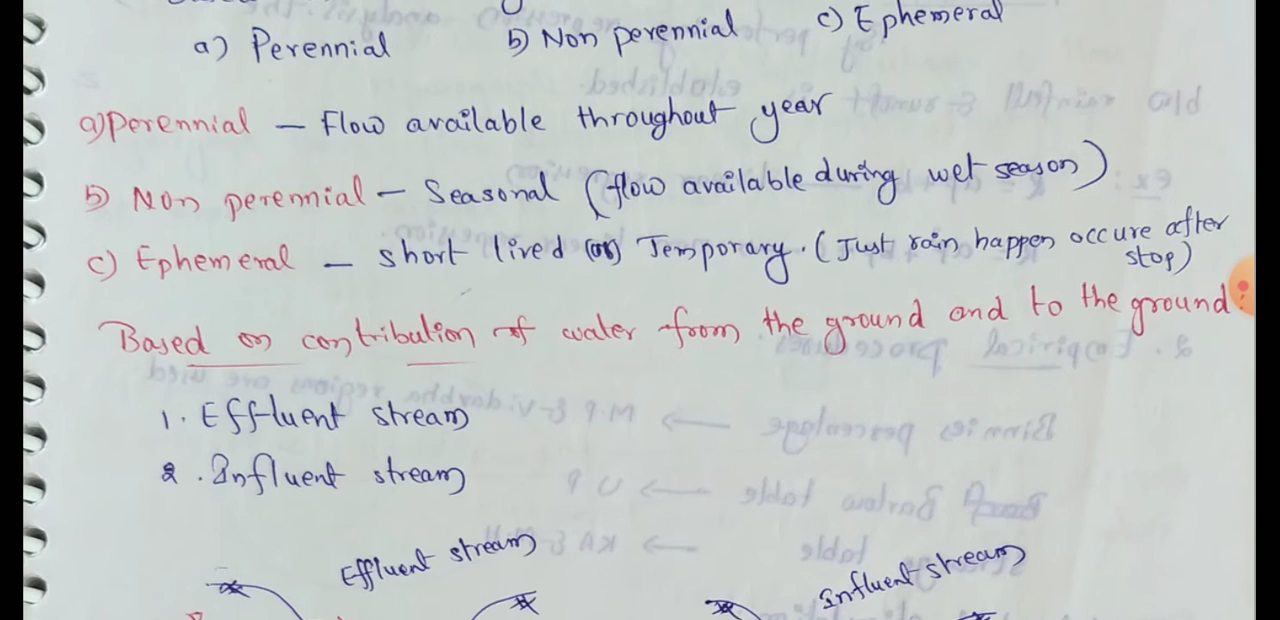 a) Perennial b) Non perennial c) Ephemeral
a) Perennial – Flow available throughout year
b) Non perennial – Seasonal (flow available during wet season)
c) Ephemeral – short lived (or) Temporary. (Just rain happen occure after stop)
Based on contribution of water from the ground and to the ground:
1. Effluent stream
2. Influent stream
Effluent stream Influent stream